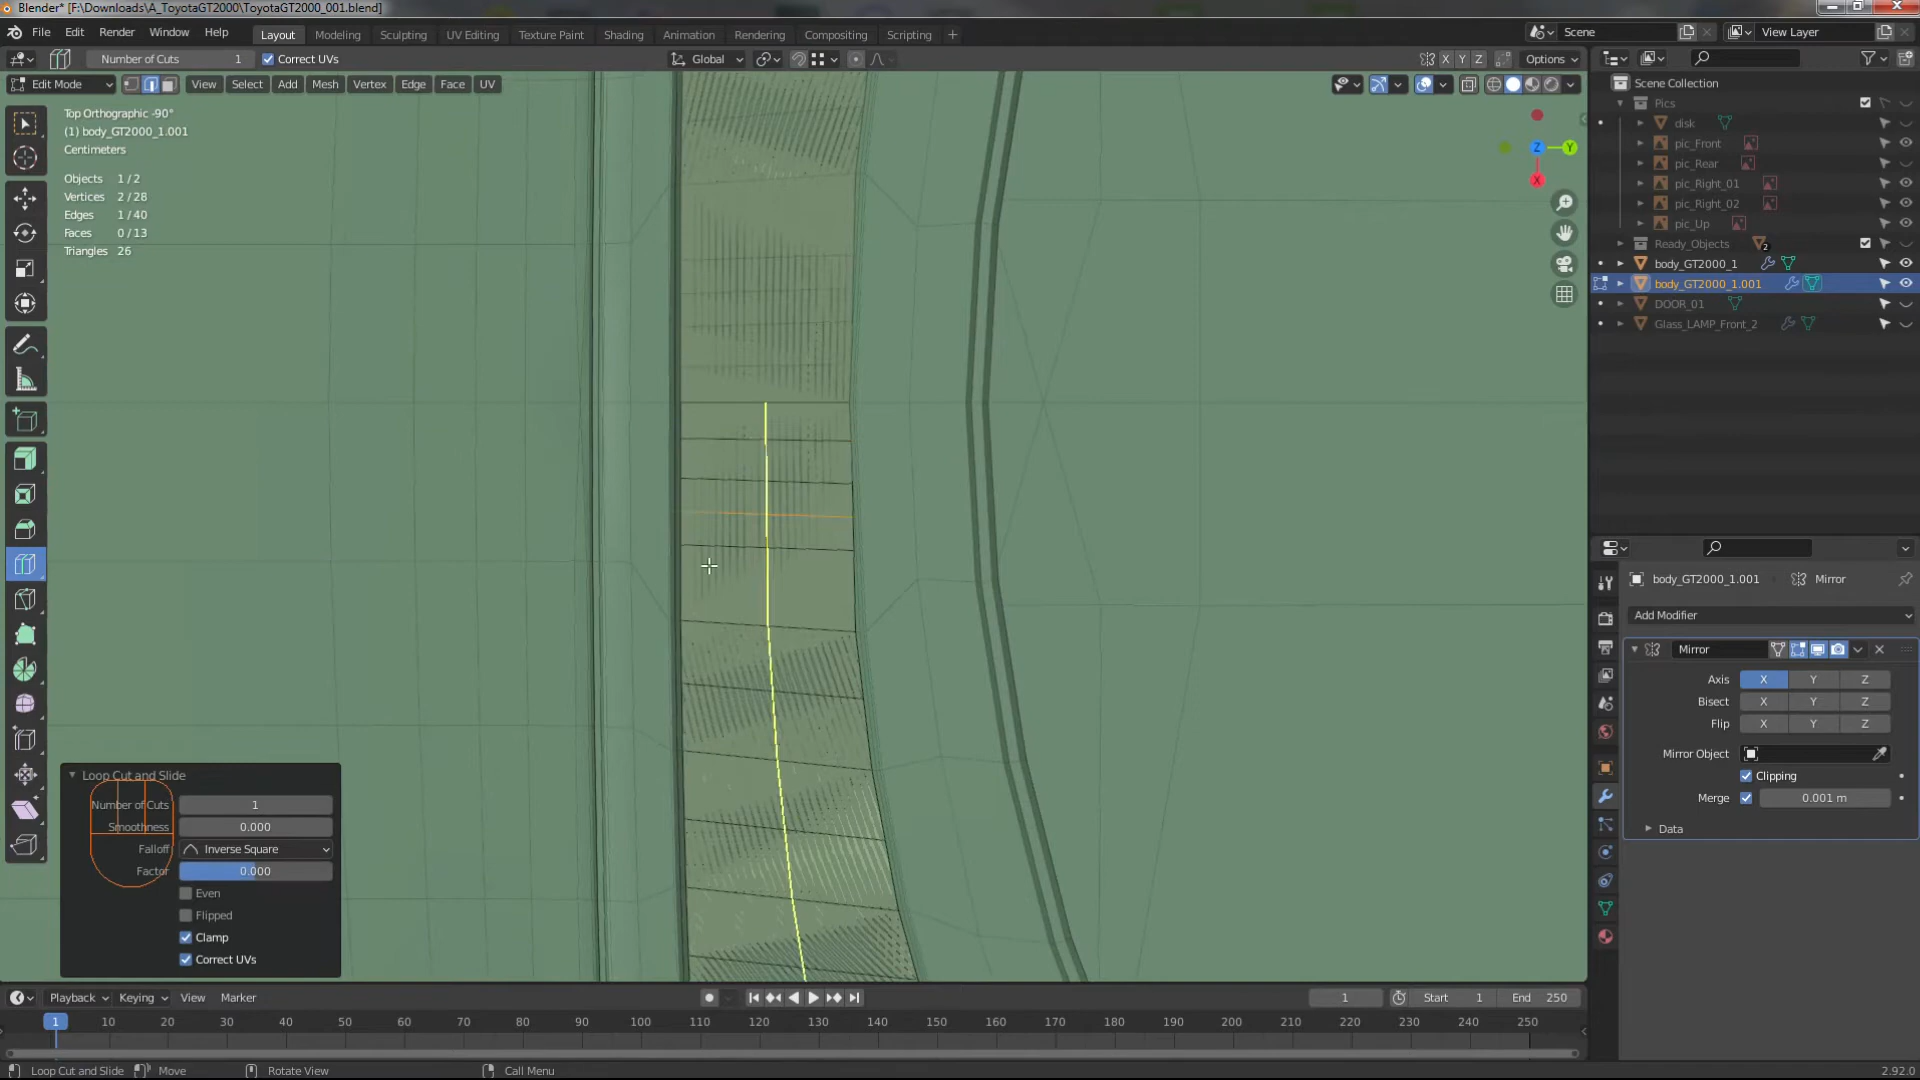 Blender* [F:\Downloads\A_ToyotaGT2000\ToyotaGT2000_001.blend]
File Edit Render Window Help Layout Modeling Sculpting UV Editing Texture Paint Shading Animation Rendering Compositing Scripting Scene View Layer
Number of Cuts 1 Correct UVs Global X Y Z Options
Edit Mode View Select Add Mesh Vertex Edge Face UV
Top Orthographic -90°
(1) body_GT2000_1.001
Centimeters
Objects 1 / 2
Vertices 2 / 28
Edges 1 / 40
Faces 0 / 13
Triangles 26
Z Y
X
Scene Collection
Pics
disk
pic_Front
pic_Rear
pic_Right_01
pic_Right_02
pic_Up
Ready_Objects 2
body_GT2000_1
body_GT2000_1.001
DOOR_01
Glass_LAMP_Front_2
body_GT2000_1.001 Mirror
Add Modifier
Mirror
Axis X Y Z
Bisect X Y Z
Flip X Y Z
Mirror Object
Clipping
Merge 0.001 m
Data
Loop Cut and Slide
Number of Cuts 1
Smoothness 0.000
Falloff Inverse Square
Factor 0.000
Even
Flipped
Clamp
Correct UVs
Playback Keying View Marker 1 Start 1 End 250
1 10 20 30 40 50 60 70 80 90 100 110 120 130 140 150 160 170 180 190 200 210 220 230 240 250
Loop Cut and Slide Move Rotate View Call Menu 2.92.0